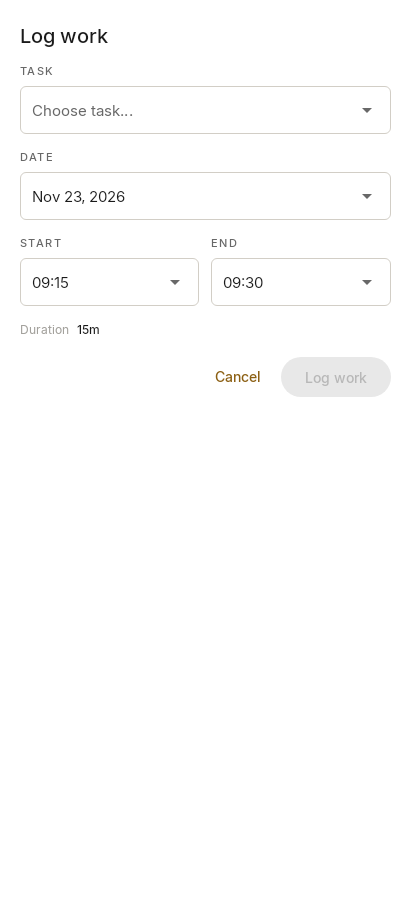 Log work
TASK
Choose task...
DATE
Nov 23, 2026
START END
09:15 09:30
Duration 15m
Cancel Log work